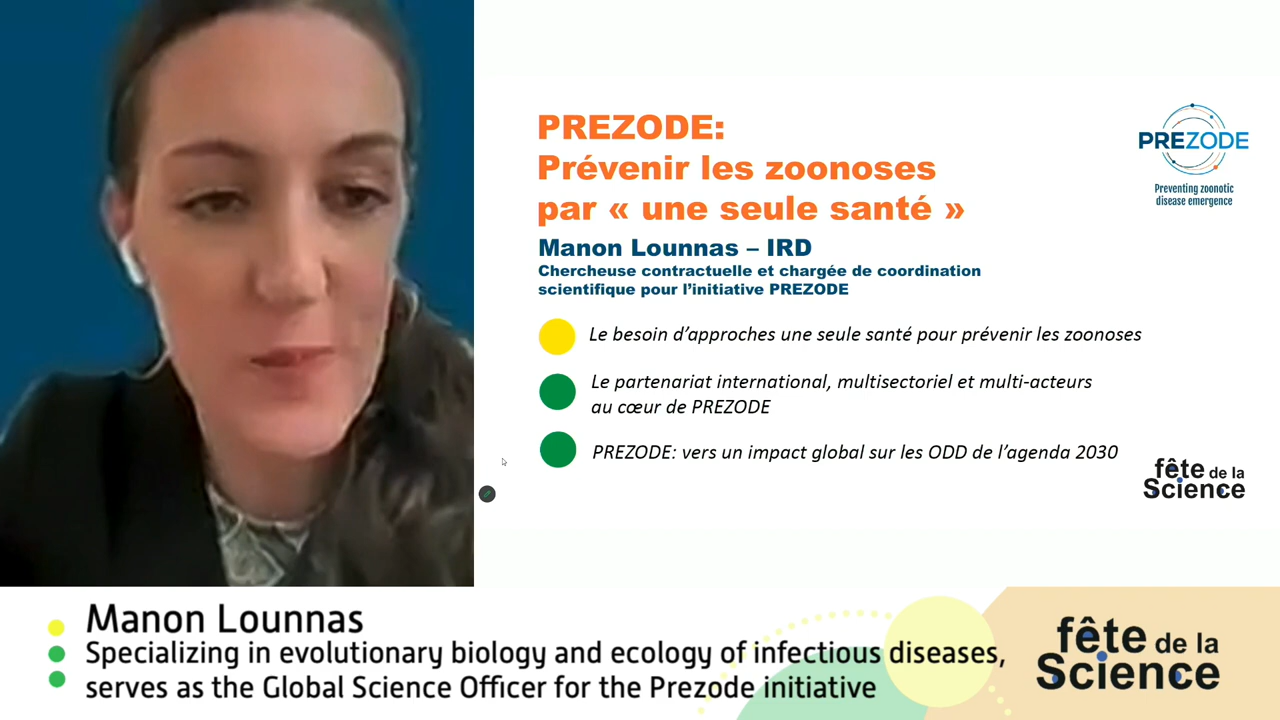 PREZODE:
Prévenir les zoonoses
par « une seule santé »
Manon Lounnas – IRD
Chercheuse contractuelle et chargée de coordination
scientifique pour l'initiative PREZODE
Le besoin d'approches une seule santé pour prévenir les zoonoses
Le partenariat international, multisectoriel et multi-acteurs
au cœur de PREZODE
PREZODE: vers un impact global sur les ODD de l'agenda 2030
PREZODE
Preventing zoonotic
disease emergence
fête de la
Science
Manon Lounnas
Specializing in evolutionary biology and ecology of infectious diseases,
serves as the Global Science Officer for the Prezode initiative
fête de la
Science